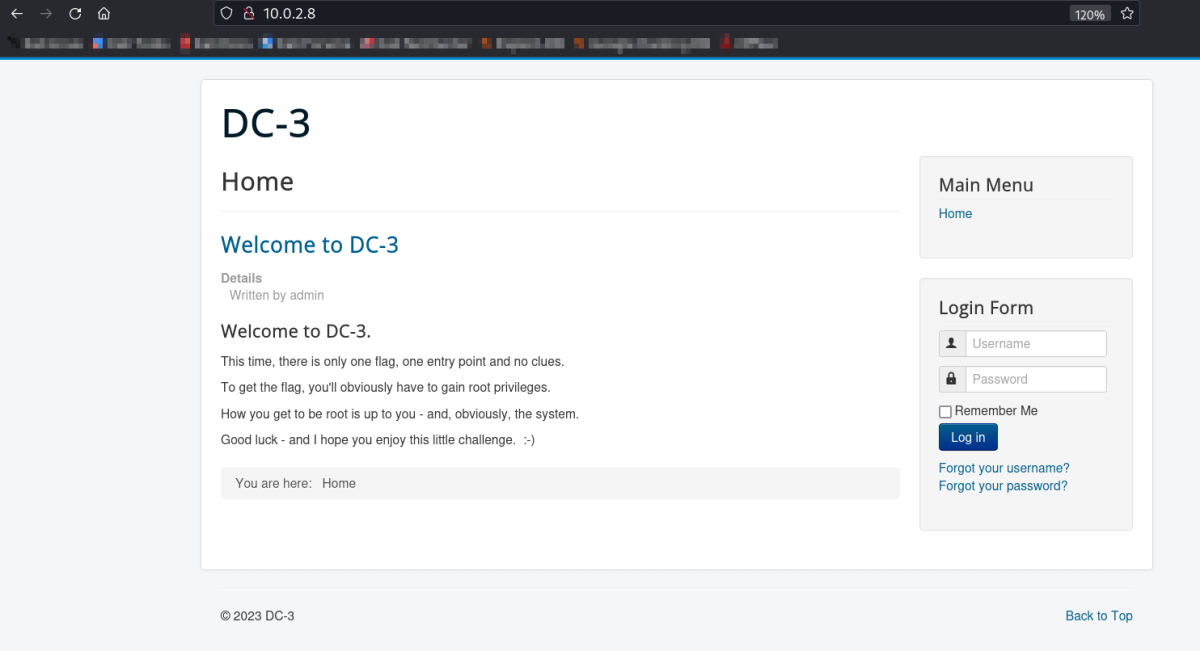 10.0.2.8
120%
DC-3
Home
Welcome to DC-3
Details
Written by admin
Welcome to DC-3.
This time, there is only one flag, one entry point and no clues.
To get the flag, you'll obviously have to gain root privileges.
How you get to be root is up to you - and, obviously, the system.
Good luck - and I hope you enjoy this little challenge. :-)
You are here: Home
Main Menu
Home
Login Form
Username
Password
Remember Me
Log in
Forgot your username?
Forgot your password?
© 2023 DC-3
Back to Top